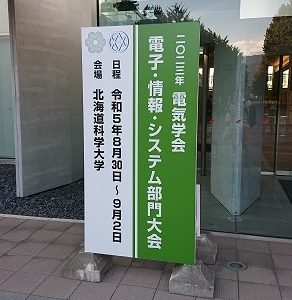 二〇二三年 電気学会
電子・情報・システム部門大会
日程 令和5年8月30日～9月2日
会場 北海道科学大学